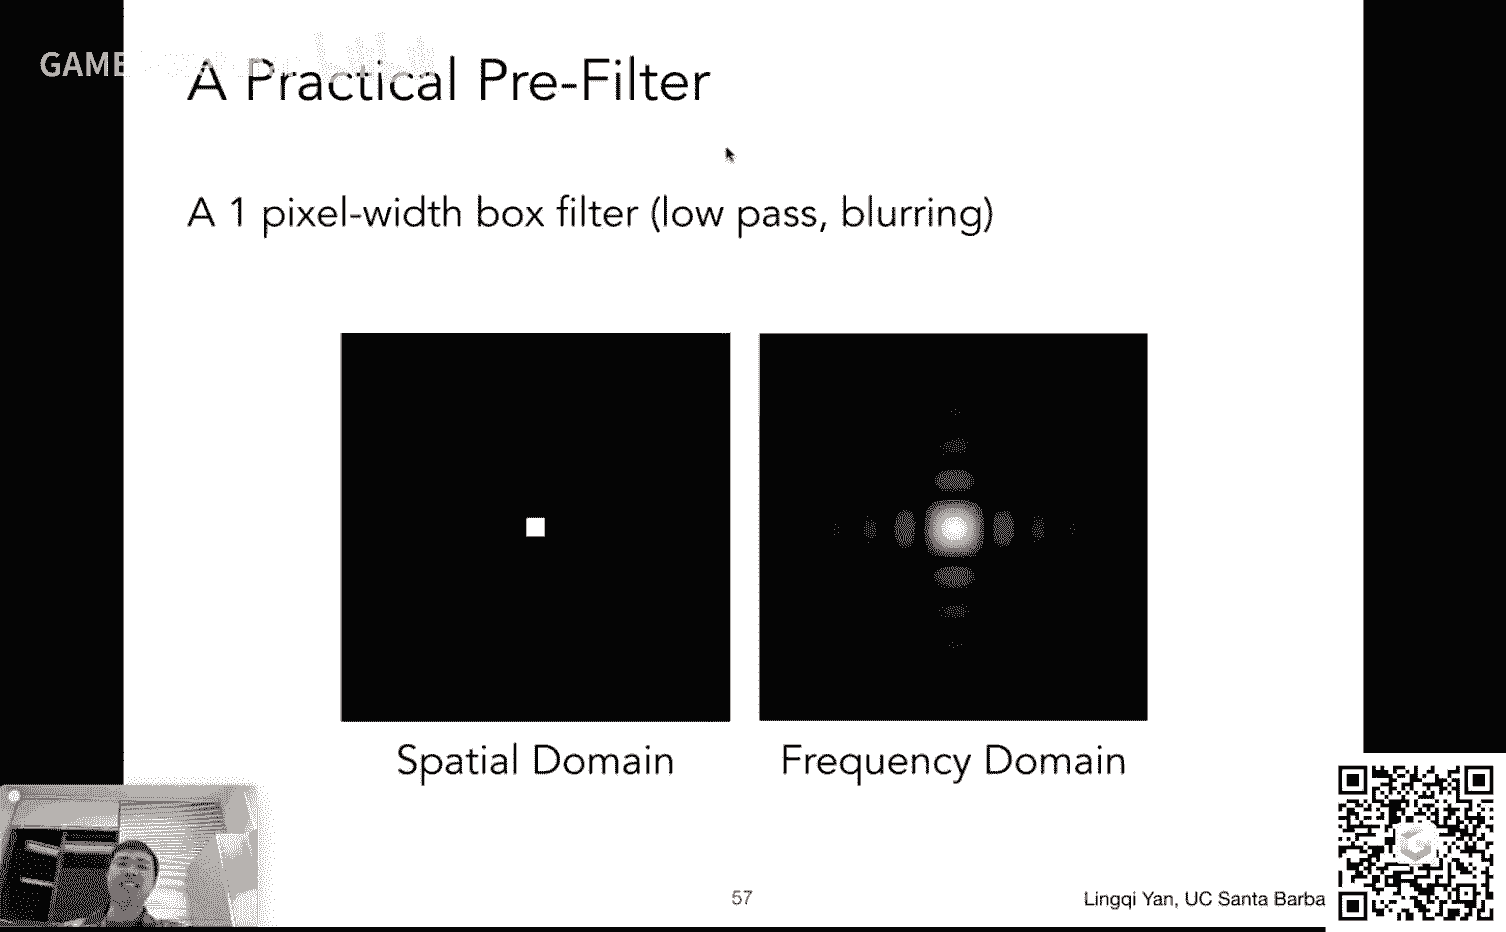 GAME
A Practical Pre-Filter
A 1 pixel-width box filter (low pass, blurring)
Spatial Domain
Frequency Domain
57
Lingqi Yan, UC Santa Barba